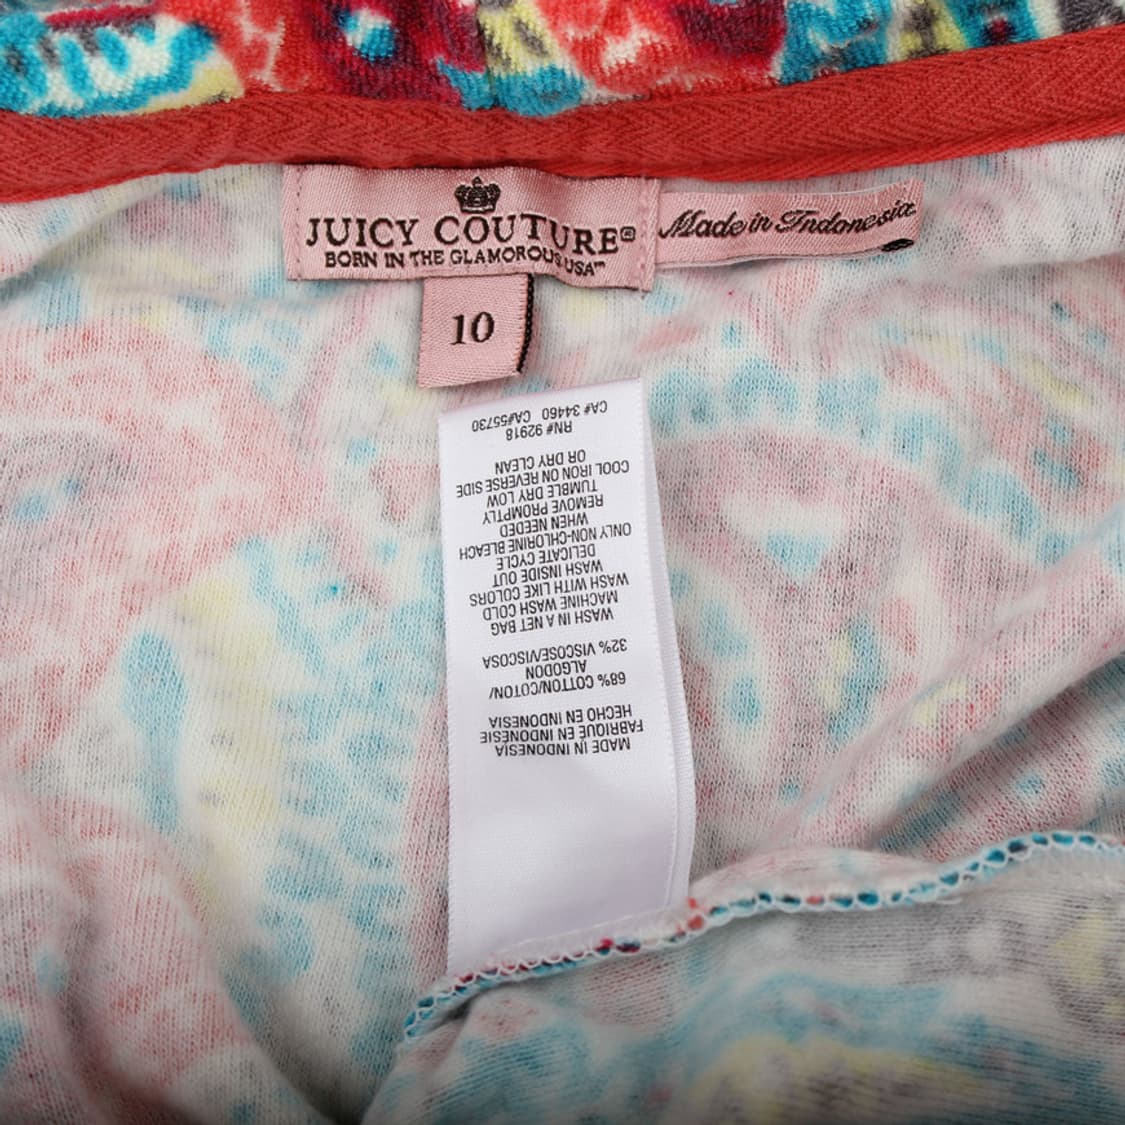 JUICY COUTURE®
BORN IN THE GLAMOROUS USA™
Made in Indonesia
10
MADE IN INDONESIA
FABRIQUÉ EN INDONESIE
HECHO EN INDONESIA
68% COTTON/COTON/
ALGODON
32% VISCOSE/VISCOSA
WASH IN A NET BAG
MACHINE WASH COLD
WASH WITH LIKE COLORS
WASH INSIDE OUT
DELICATE CYCLE
ONLY NON-CHLORINE BLEACH
WHEN NEEDED
REMOVE PROMPTLY
TUMBLE DRY LOW
COOL IRON ON REVERSE SIDE
OR DRY CLEAN
RN# 92918
CA# 34460 CA#55730